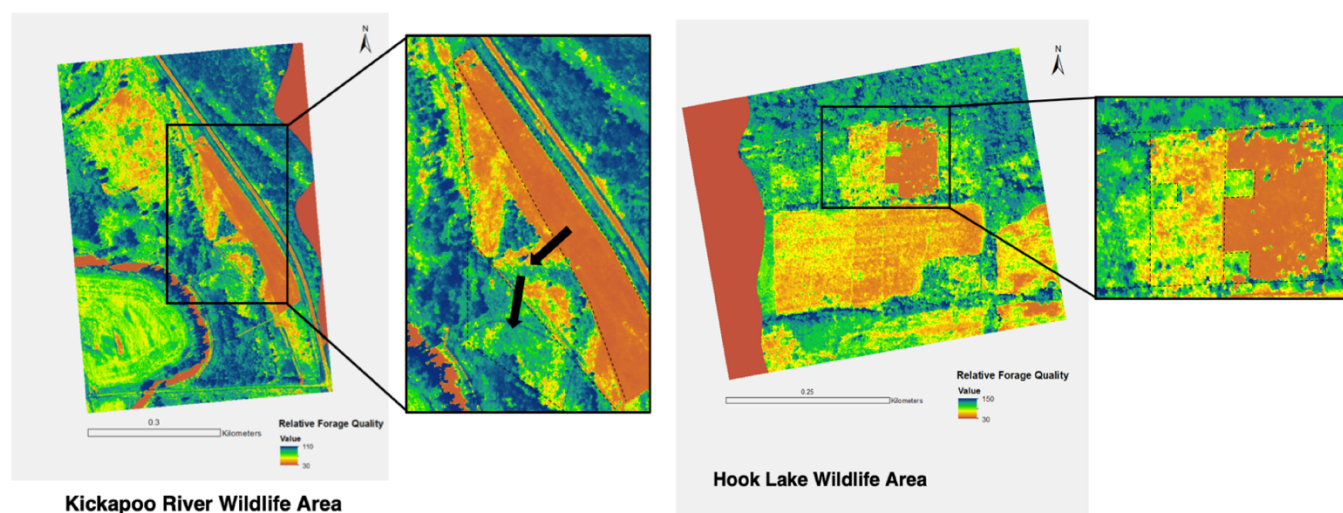 N
0.3
Kilometers
Relative Forage Quality
Value
110
30
Kickapoo River Wildlife Area
N
0.25
Kilometers
Relative Forage Quality
Value
150
30
Hook Lake Wildlife Area